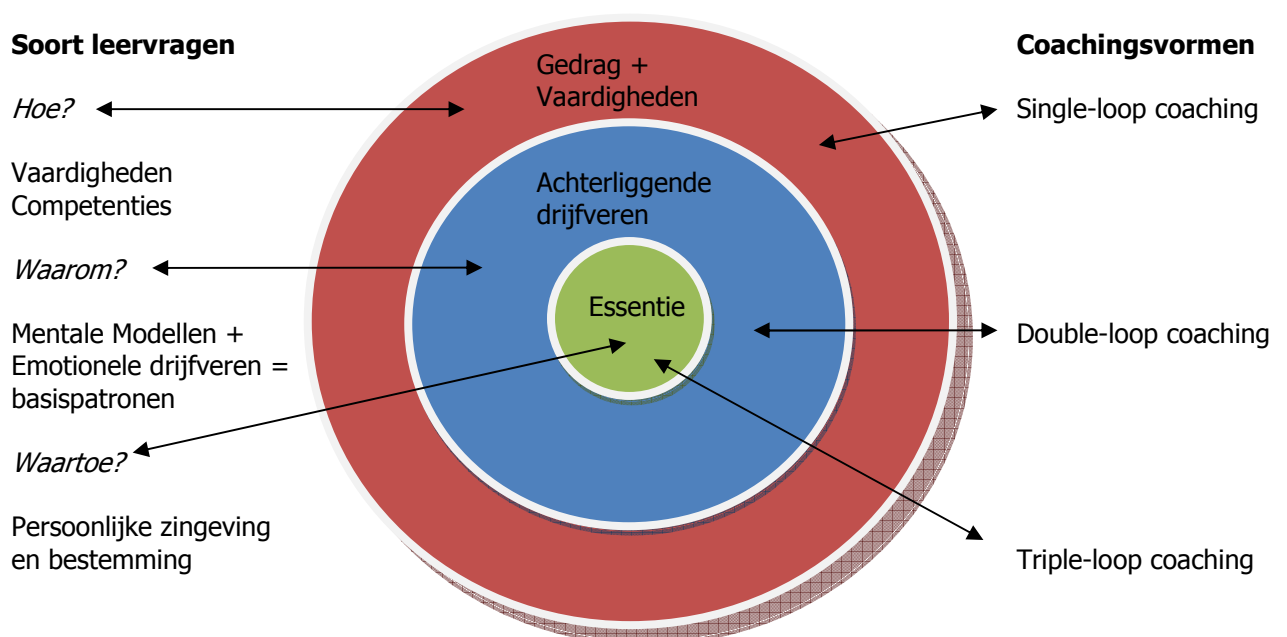 Soort leervragen
Hoe?
Vaardigheden
Competenties
Waarom?
Mentale Modellen +
Emotionele drijfveren =
basispatronen
Waartoe?
Persoonlijke zingeving
en bestemming
Gedrag +
Vaardigheden
Achterliggende
drijfveren
Essentie
Coachingsvormen
Single-loop coaching
Double-loop coaching
Triple-loop coaching